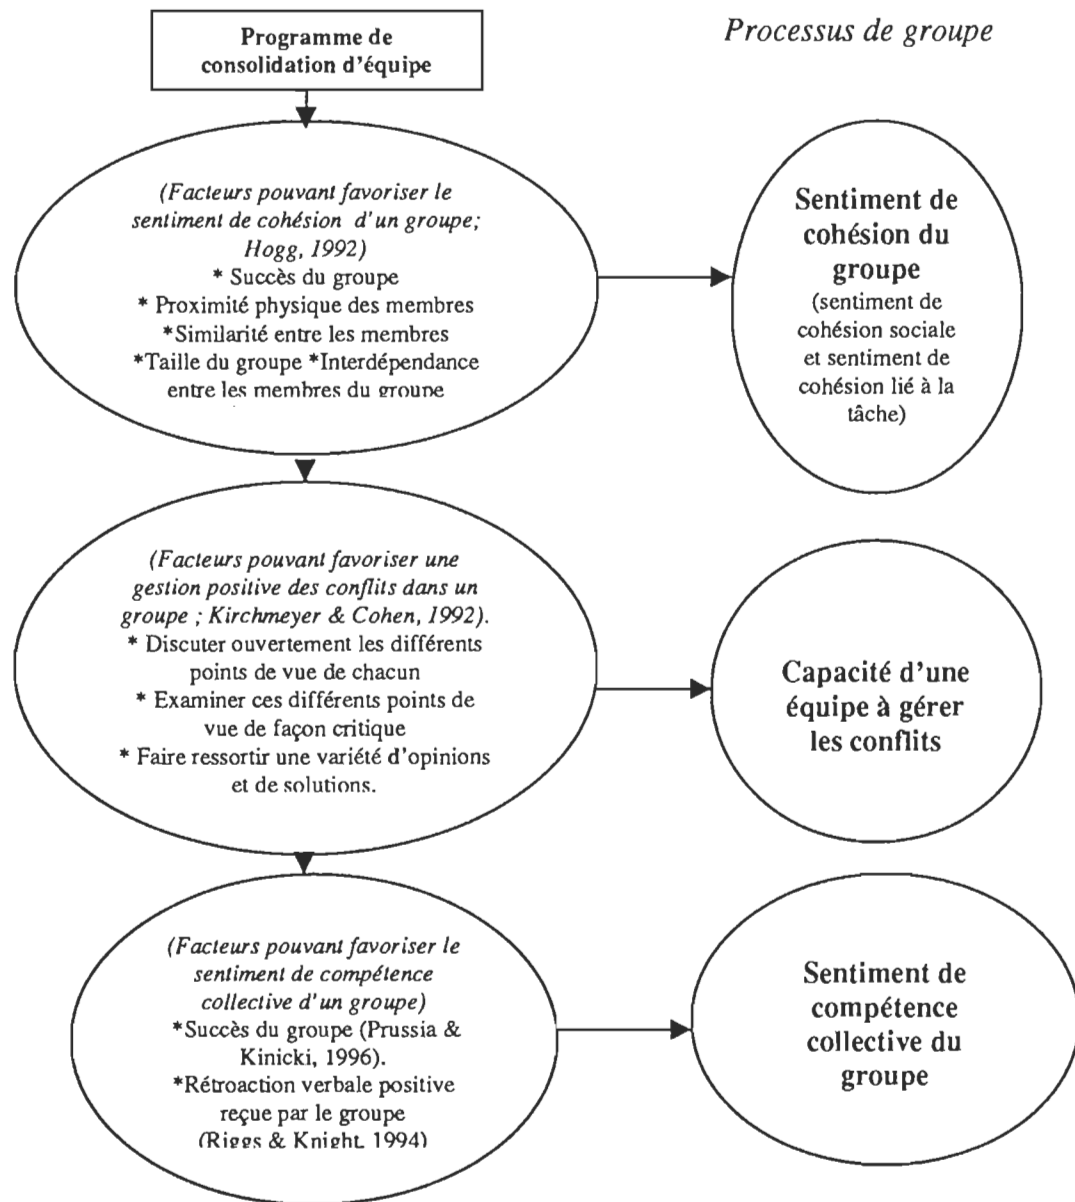 Programme de
consolidation d'équipe
Processus de groupe
(Facteurs pouvant favoriser le
sentiment de cohésion d'un groupe;
Hogg, 1992)
* Succès du groupe
* Proximité physique des membres
*Similarité entre les membres
*Taille du groupe *Interdépendance
entre les membres du groupe
Sentiment de
cohésion du
groupe
(sentiment de
cohésion sociale
et sentiment de
cohésion lié à la
tâche)
(Facteurs pouvant favoriser une
gestion positive des conflits dans un
groupe ; Kirchmeyer & Cohen, 1992).
* Discuter ouvertement les différents
points de vue de chacun
* Examiner ces différents points de
vue de façon critique
* Faire ressortir une variété d'opinions
et de solutions.
Capacité d'une
équipe à gérer
les conflits
(Facteurs pouvant favoriser le
sentiment de compétence
collective d'un groupe)
*Succès du groupe (Prussia &
Kinicki, 1996).
*Rétroaction verbale positive
reçue par le groupe
(Riggs & Knight, 1994)
Sentiment de
compétence
collective du
groupe